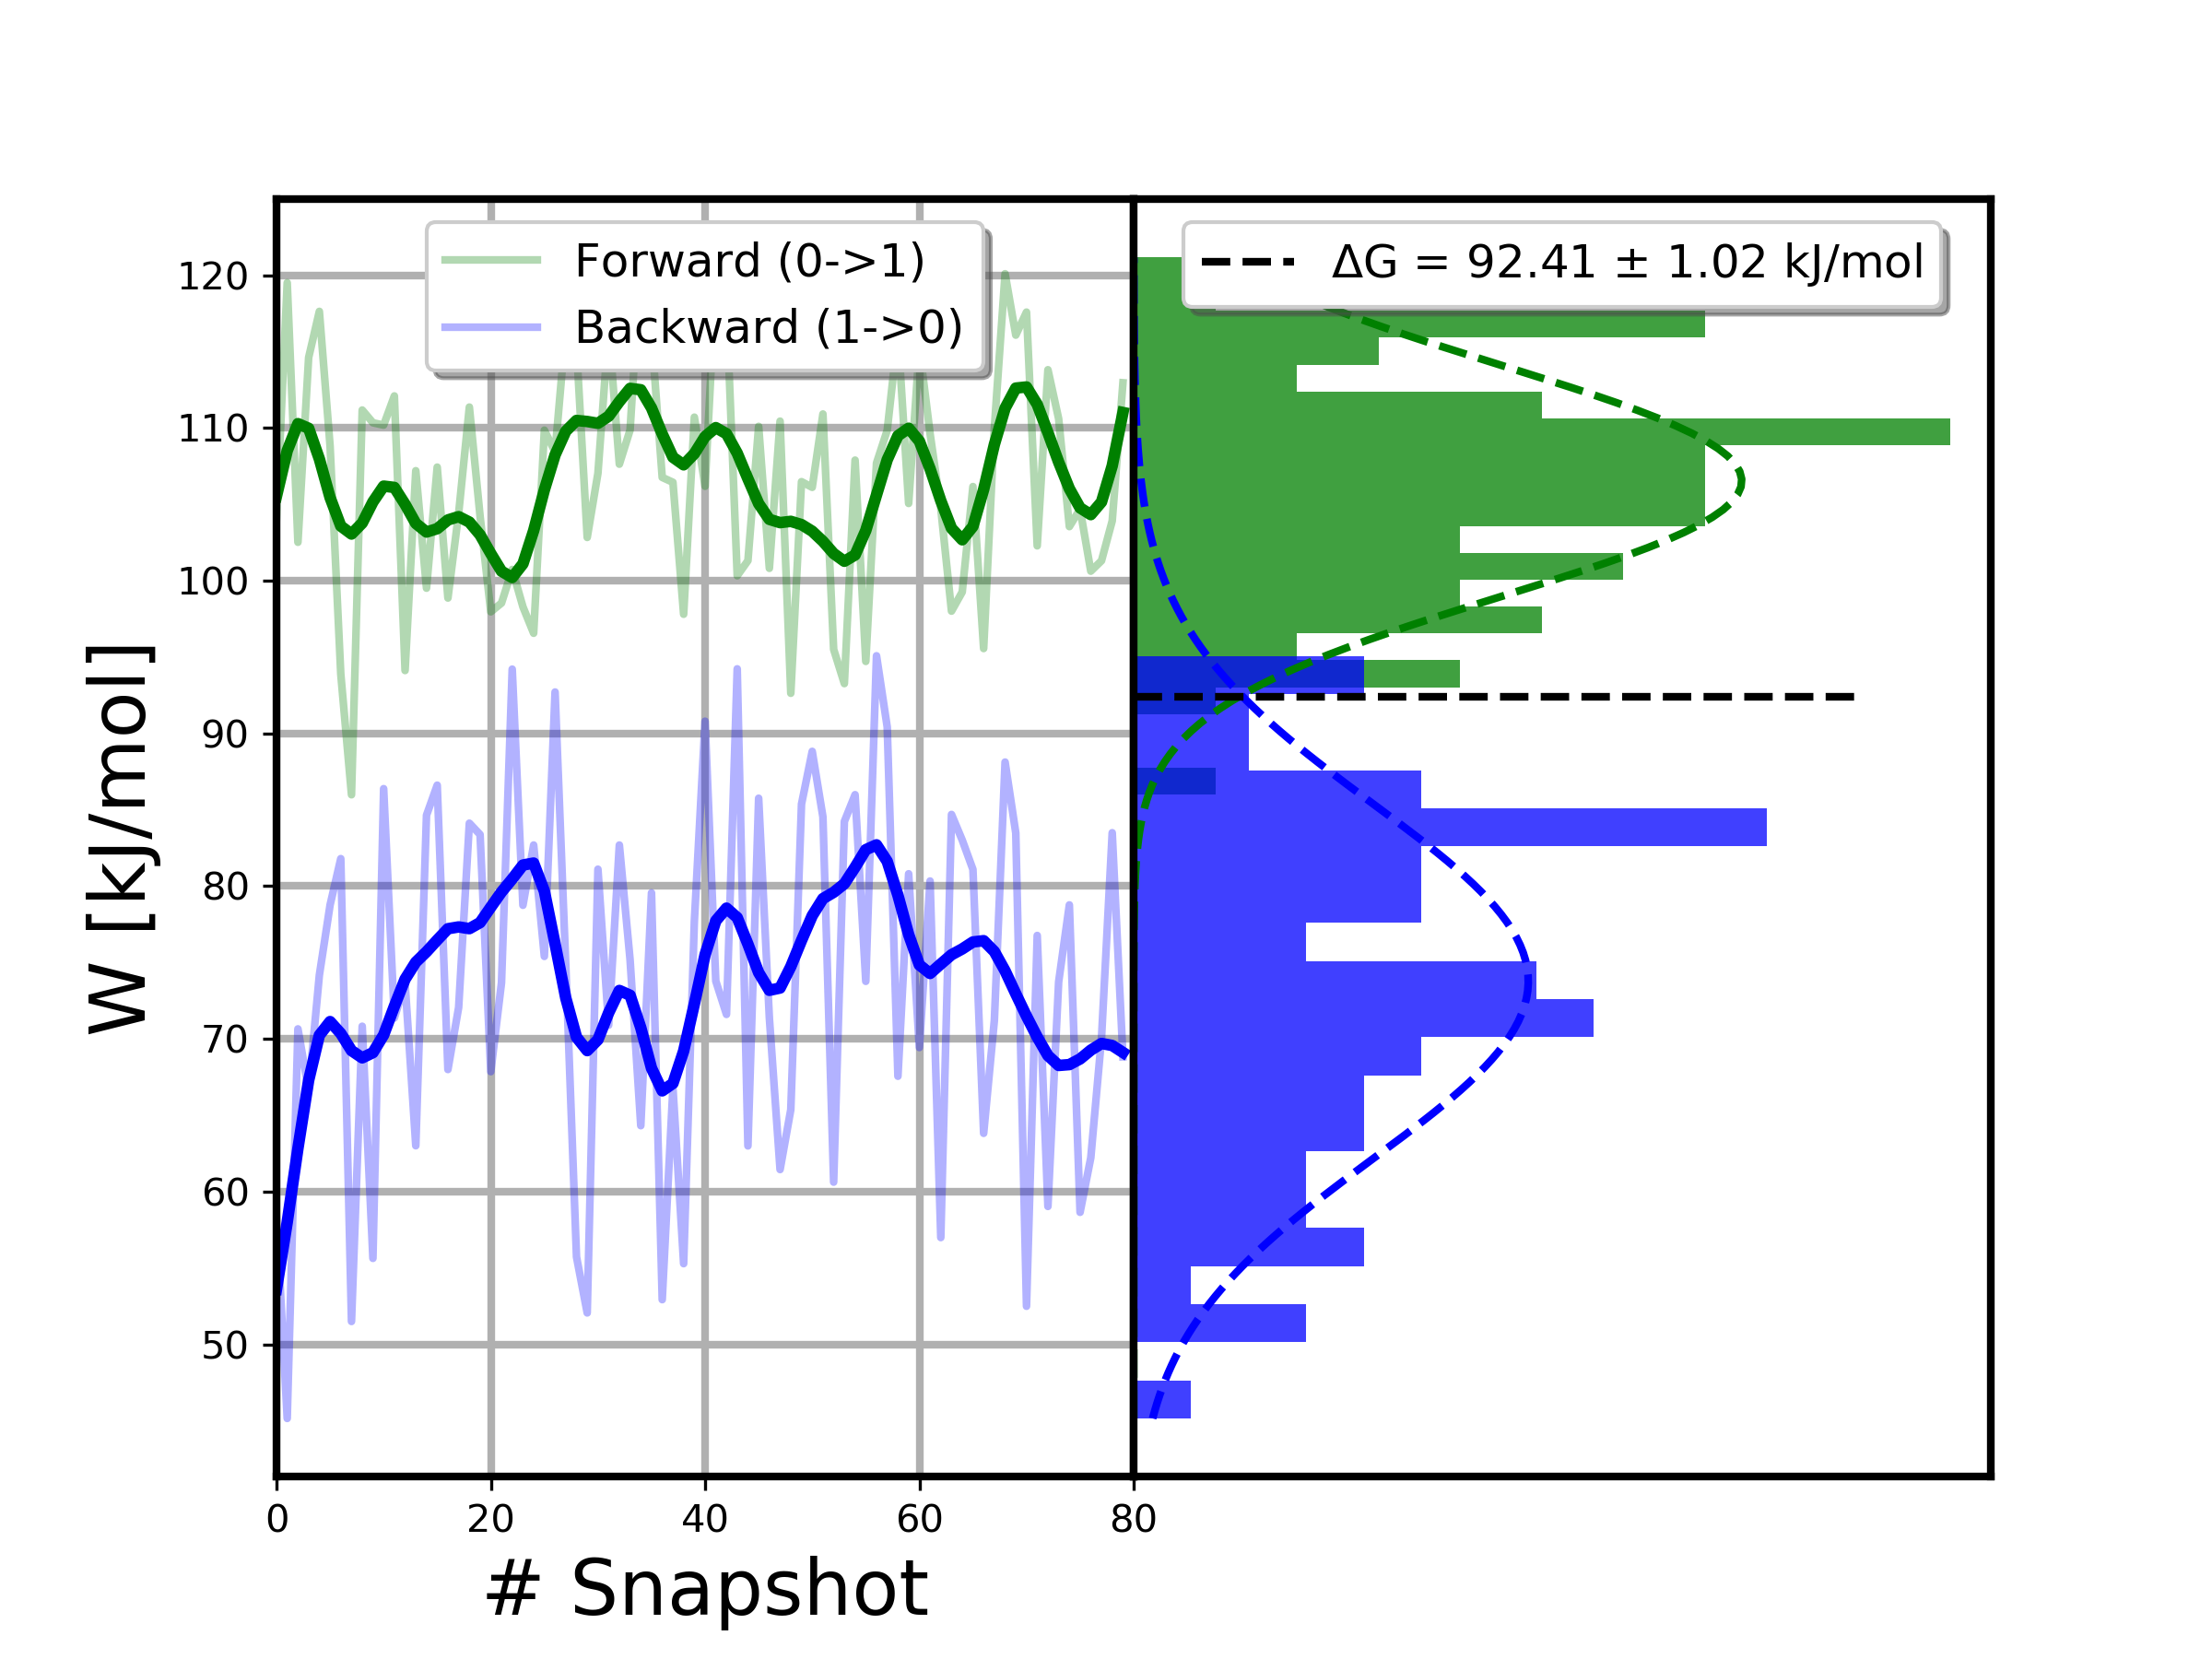 Forward (0->1)
Backward (1->0)
ΔG = 92.41 ± 1.02 kJ/mol
120
110
100
90
80
70
60
50
W [kJ/mol]
0
20
40
60
80
# Snapshot